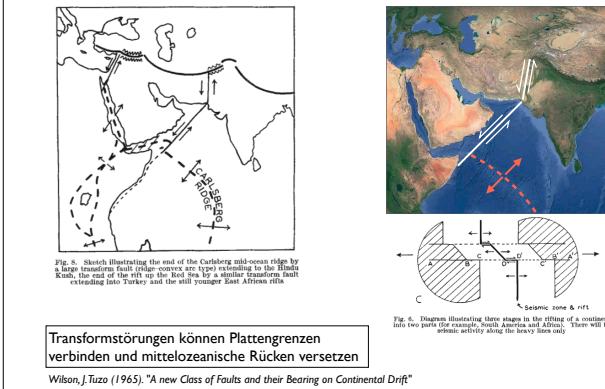 CARLSBERG
RIDGE
Fig. 8. Sketch illustrating the end of the Carlsberg mid-ocean ridge by
a large transform fault (ridge-convex arc type) extending to the Hindu
Kush, the end of the rift up the Red Sea by a similar transform fault
extending into Turkey and the still younger East African rifts
A B C D D' C' B' A'
C
Seismic zone & rift
Fig. 6. Diagram illustrating three stages in the rifting of a contine
into two parts (for example, South America and Africa). There will b
seismic activity along the heavy lines only
Transformstörungen können Plattengrenzen
verbinden und mittelozeanische Rücken versetzen
Wilson, J.Tuzo (1965). "A new Class of Faults and their Bearing on Continental Drift"